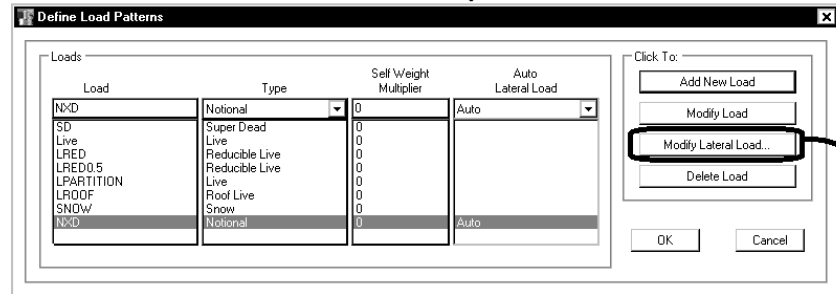 Define Load Patterns
Loads
Click To:
Load Type Self Weight Multiplier Auto Lateral Load
NXD Notional 0 Auto
SD Super Dead 0
Live Live 0
LRED Reducible Live 0
LRED0.5 Reducible Live 0
LPARTITION Live 0
LROOF Roof Live 0
SNOW Snow 0
NXD Notional 0 Auto
Add New Load
Modify Load
Modify Lateral Load...
Delete Load
OK Cancel